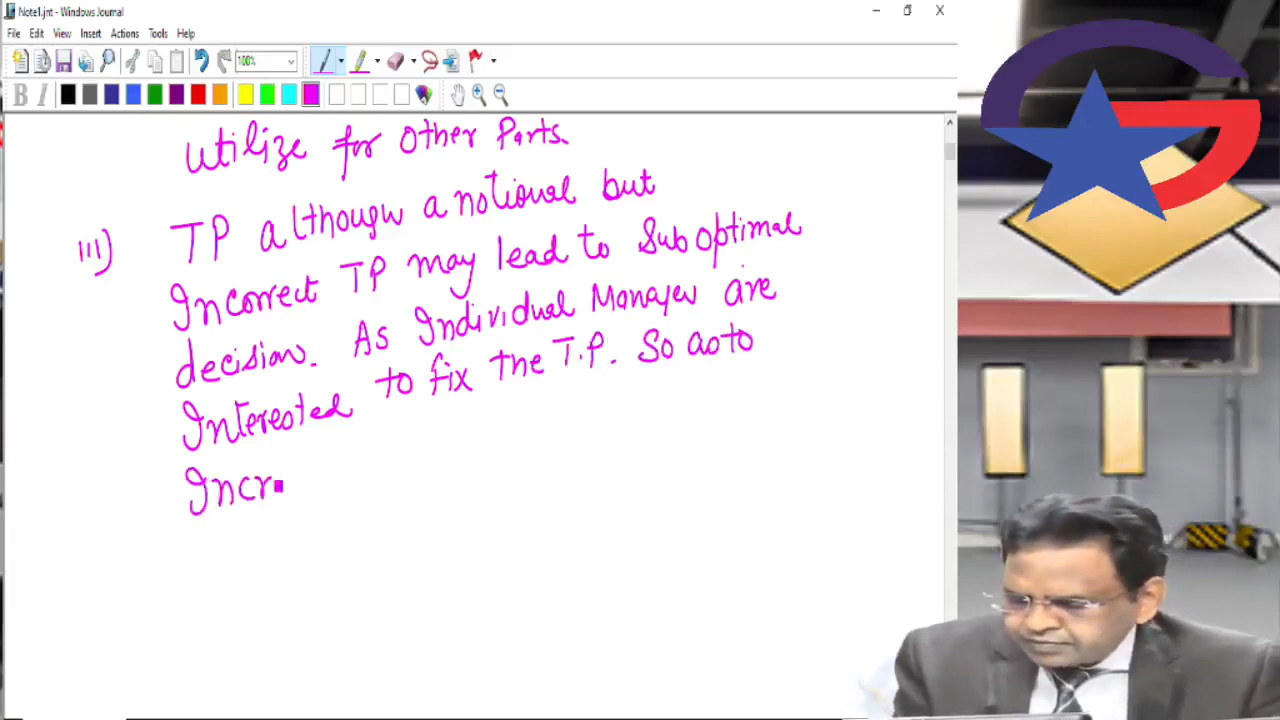 Note1.jnt - Windows Journal
File Edit View Insert Actions Tools Help
100%
B I
utilize for other Parts.
III) TP although a notional but
Incorrect TP may lead to Sub optimal
decision. As Individual Manager are
Interested to fix the T.P. So as to
Incr